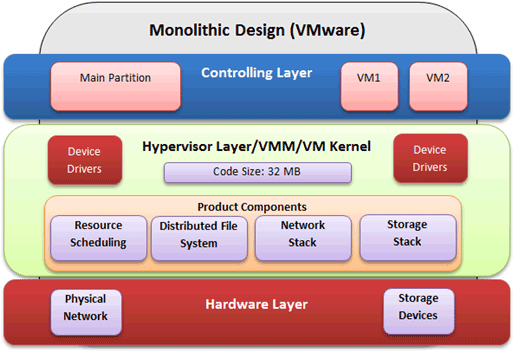 Monolithic Design (VMware)
Main Partition
Controlling Layer
VM1
VM2
Device
Drivers
Hypervisor Layer/VMM/VM Kernel
Device
Drivers
Code Size: 32 MB
Product Components
Resource
Scheduling
Distributed File
System
Network
Stack
Storage
Stack
Physical
Network
Hardware Layer
Storage
Devices